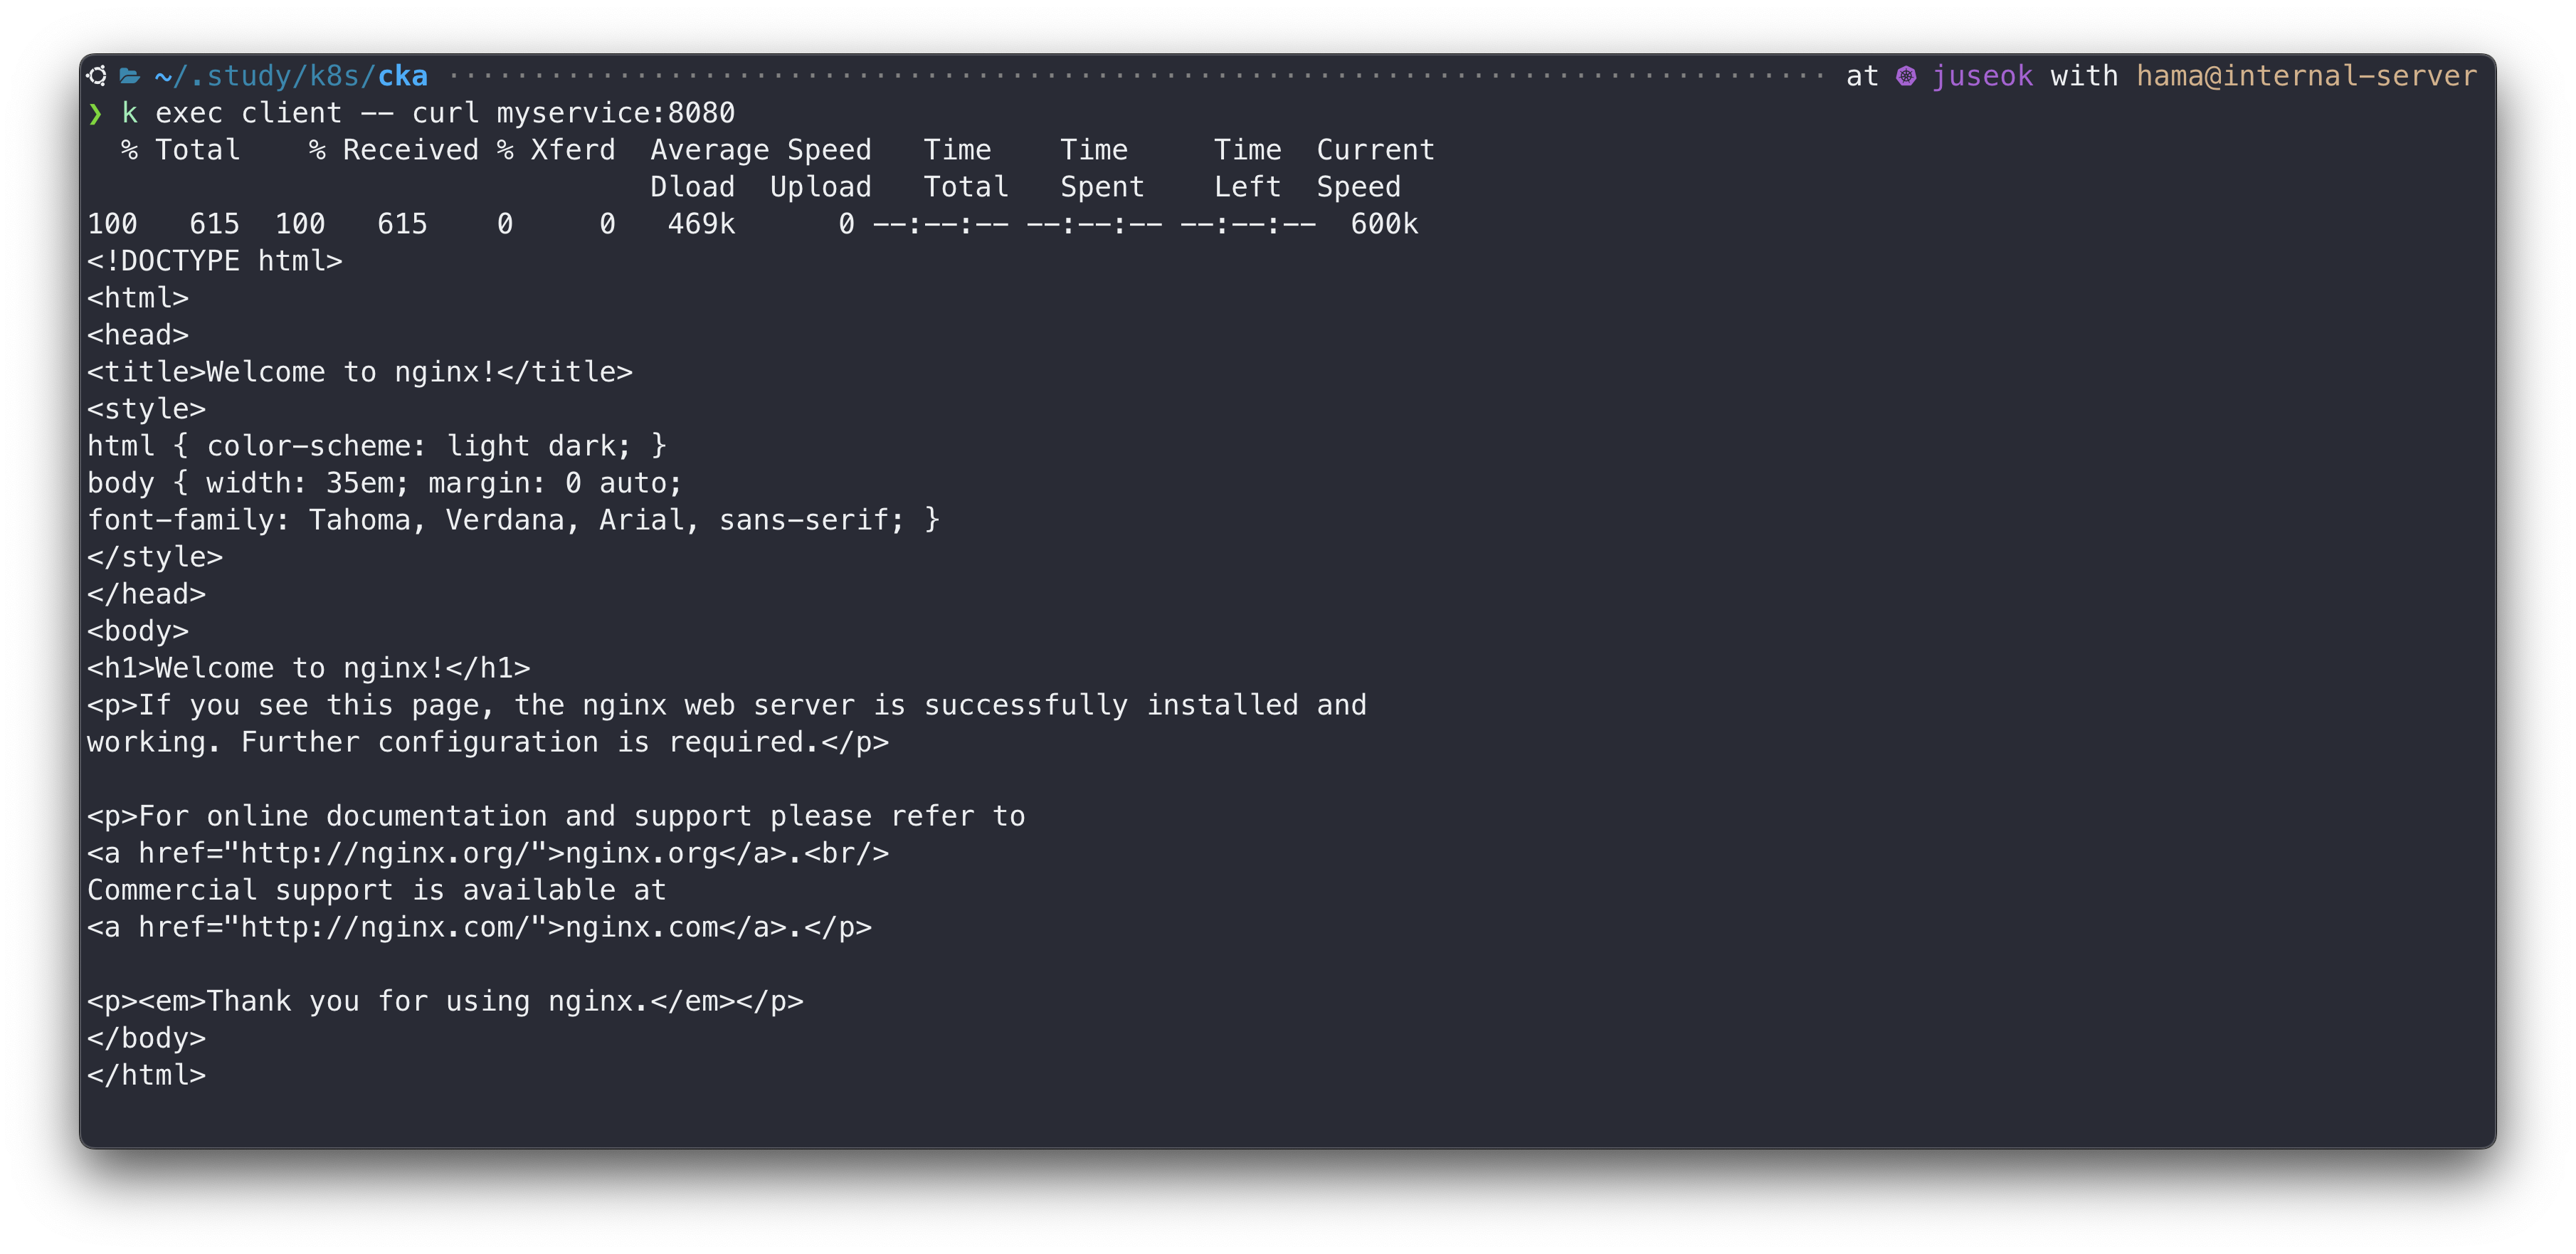 ~/.study/k8s/cka ················································································· at juseok with hama@internal-server
❯ k exec client -- curl myservice:8080
  % Total    % Received % Xferd  Average Speed   Time    Time     Time  Current
                                 Dload  Upload   Total   Spent    Left  Speed
100   615  100   615    0     0   469k      0 --:--:-- --:--:-- --:--:--  600k
<!DOCTYPE html>
<html>
<head>
<title>Welcome to nginx!</title>
<style>
html { color-scheme: light dark; }
body { width: 35em; margin: 0 auto;
font-family: Tahoma, Verdana, Arial, sans-serif; }
</style>
</head>
<body>
<h1>Welcome to nginx!</h1>
<p>If you see this page, the nginx web server is successfully installed and
working. Further configuration is required.</p>

<p>For online documentation and support please refer to
<a href="http://nginx.org/">nginx.org</a>.<br/>
Commercial support is available at
<a href="http://nginx.com/">nginx.com</a>.</p>

<p><em>Thank you for using nginx.</em></p>
</body>
</html>